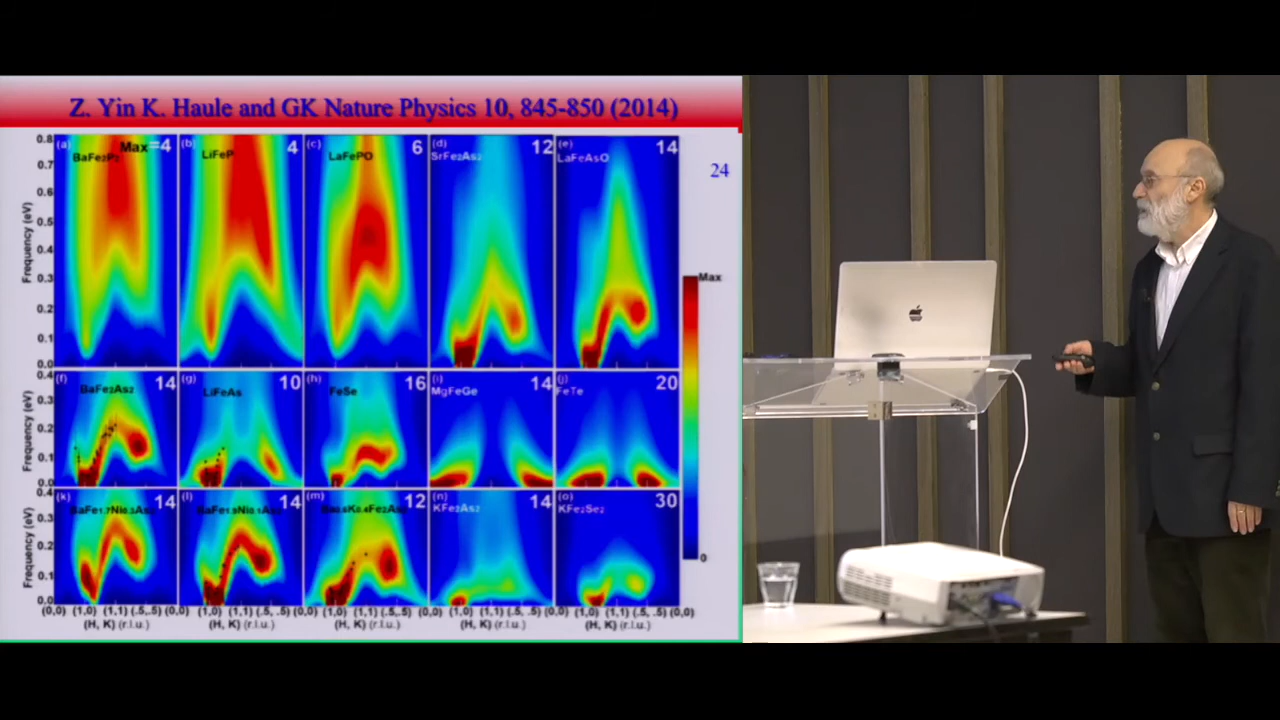 Z. Yin K. Haule and GK Nature Physics 10, 845-850 (2014)
24
Frequency (eV)
0.8
0.7
0.6
0.5
0.4
0.3
0.2
0.1
0.0
(a) BaFe₂P₂ Max=4
(b) LiFeP 4
(c) LaFePO 6
(d) SrFe₂As₂ 12
(e) LaFeAsO 14
Max
0
Frequency (eV)
0.4
0.3
0.2
0.1
0.0
(f) BaFe₂As₂ 14
(g) LiFeAs 10
(h) FeSe 16
(i) MgFeGe 14
(j) FeTe 20
Frequency (eV)
0.4
0.3
0.2
0.1
0.0
(k) 14
(l) 14
(m) 12
(n) KFe₂As₂ 14
(o) KFe₂Se₂ 30
(0,0) (1,0) (1,1) (.5,.5) (0,0) (1,0) (1,1) (.5,.5) (0,0) (1,0) (1,1) (.5,.5) (0,0) (1,0) (1,1) (.5,.5) (0,0) (1,0) (1,1) (.5,.5) (0,0)
(H, K) (r.l.u.) (H, K) (r.l.u.) (H, K) (r.l.u.) (H, K) (r.l.u.) (H, K) (r.l.u.)